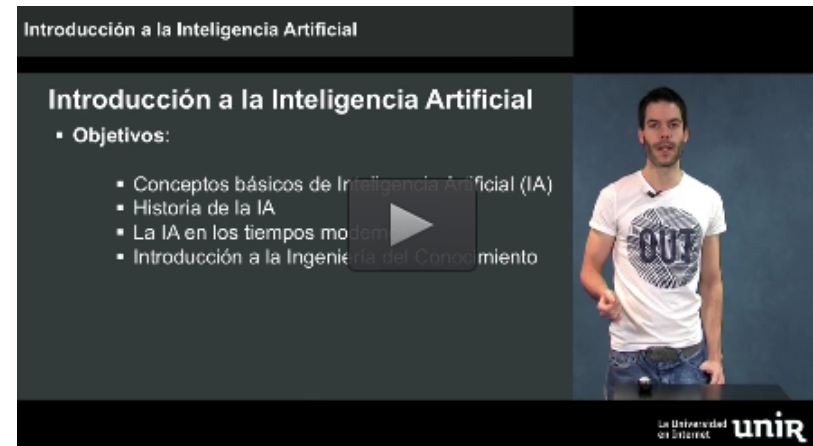 Introducción a la Inteligencia Artificial
Introducción a la Inteligencia Artificial
▪ Objetivos:
▪ Conceptos básicos de Inteligencia Artificial (IA)
▪ Historia de la IA
▪ La IA en los tiempos modernos
▪ Introducción a la Ingeniería del Conocimiento
OUT
La Universidad
en Internet
unir